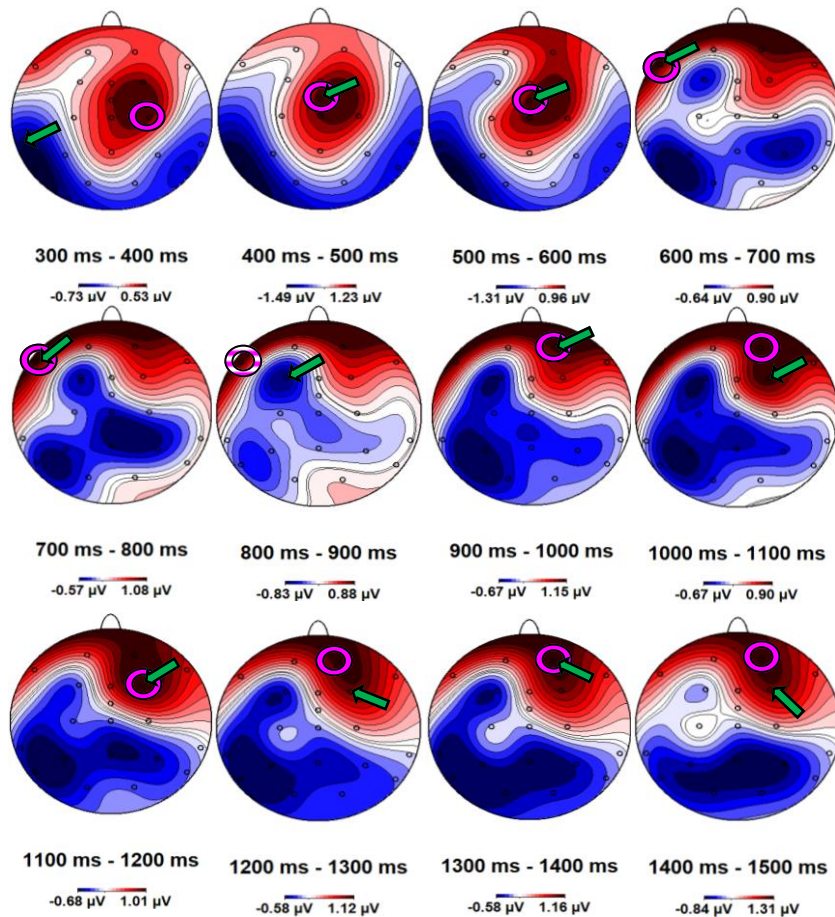 300 ms - 400 ms
400 ms - 500 ms
500 ms - 600 ms
600 ms - 700 ms
-0.73 µV 0.53 µV
-1.49 µV 1.23 µV
-1.31 µV 0.96 µV
-0.64 µV 0.90 µV
700 ms - 800 ms
800 ms - 900 ms
900 ms - 1000 ms
1000 ms - 1100 ms
-0.57 µV 1.08 µV
-0.83 µV 0.88 µV
-0.67 µV 1.15 µV
-0.67 µV 0.90 µV
1100 ms - 1200 ms
1200 ms - 1300 ms
1300 ms - 1400 ms
1400 ms - 1500 ms
-0.68 µV 1.01 µV
-0.58 µV 1.12 µV
-0.58 µV 1.16 µV
-0.84 µV 1.31 µV